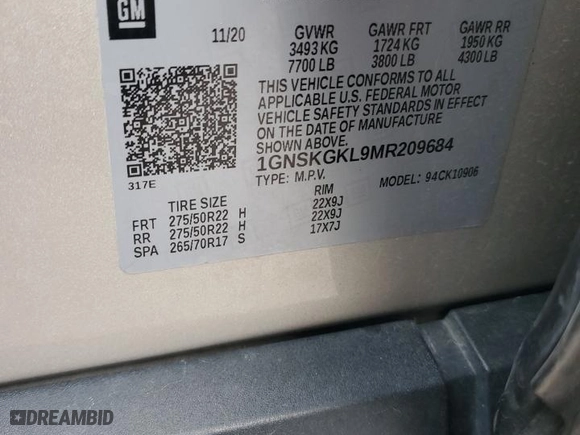 GM
11/20 GVWR GAWR FRT GAWR RR
3493 KG 1724 KG 1950 KG
7700 LB 3800 LB 4300 LB
THIS VEHICLE CONFORMS TO ALL
APPLICABLE U.S. FEDERAL MOTOR
VEHICLE SAFETY STANDARDS IN EFFECT
ON THE DATE OF MANUFACTURE
SHOWN ABOVE.
1GNSKGKL9MR209684
317E
TYPE: M.P.V. MODEL: 94CK10906
TIRE SIZE RIM
FRT 275/50R22 H 22X9J
RR 275/50R22 H 22X9J
SPA 265/70R17 S 17X7J
DREAMBID